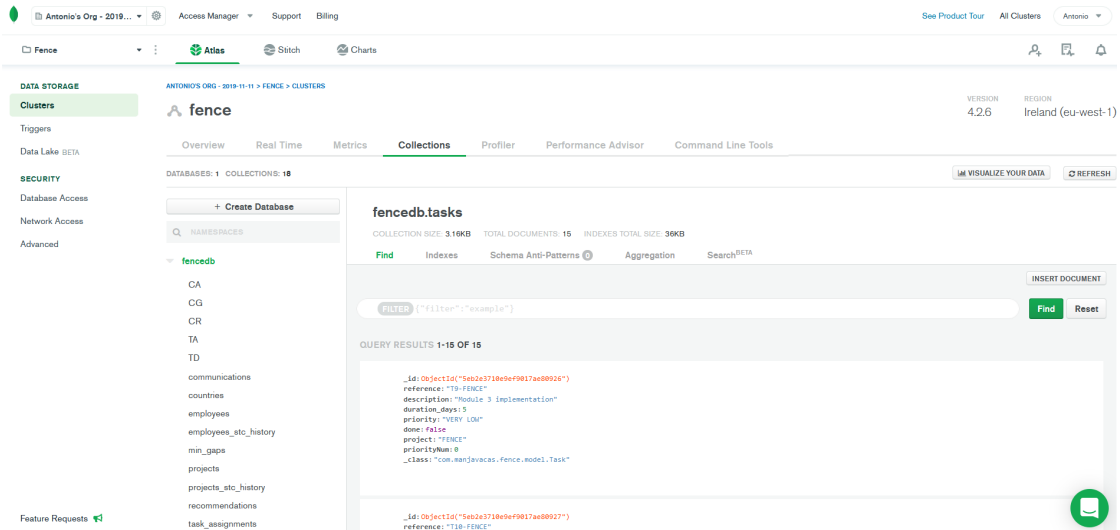 Antonio's Org - 2019...
Access Manager
Support
Billing
See Product Tour
All Clusters
Antonio
Fence
Atlas
Stitch
Charts
DATA STORAGE
Clusters
Triggers
Data Lake BETA
SECURITY
Database Access
Network Access
Advanced
Feature Requests
ANTONIO'S ORG - 2019-11-11 > FENCE > CLUSTERS
fence
VERSION
4.2.6
REGION
Ireland (eu-west-1)
Overview
Real Time
Metrics
Collections
Profiler
Performance Advisor
Command Line Tools
DATABASES: 1 COLLECTIONS: 18
VISUALIZE YOUR DATA
REFRESH
+ Create Database
NAMESPACES
fencedb
CA
CG
CR
TA
TD
communications
countries
employees
employees_stc_history
min_gaps
projects
projects_stc_history
recommendations
task_assignments
fencedb.tasks
COLLECTION SIZE: 3.16KB TOTAL DOCUMENTS: 15 INDEXES TOTAL SIZE: 36KB
Find
Indexes
Schema Anti-Patterns 0
Aggregation
Search BETA
INSERT DOCUMENT
FILTER {"filter":"example"}
Find
Reset
QUERY RESULTS 1-15 OF 15
_id: ObjectId("5eb2e3710e9ef9017ae80926")
reference: "T9-FENCE"
description: "Module 3 implementation"
duration_days: 5
priority: "VERY LOW"
done: false
project: "FENCE"
priorityNum: 0
_class: "com.manjavacas.fence.model.Task"
_id: ObjectId("5eb2e3710e9ef9017ae80927")
reference: "T10-FENCE"